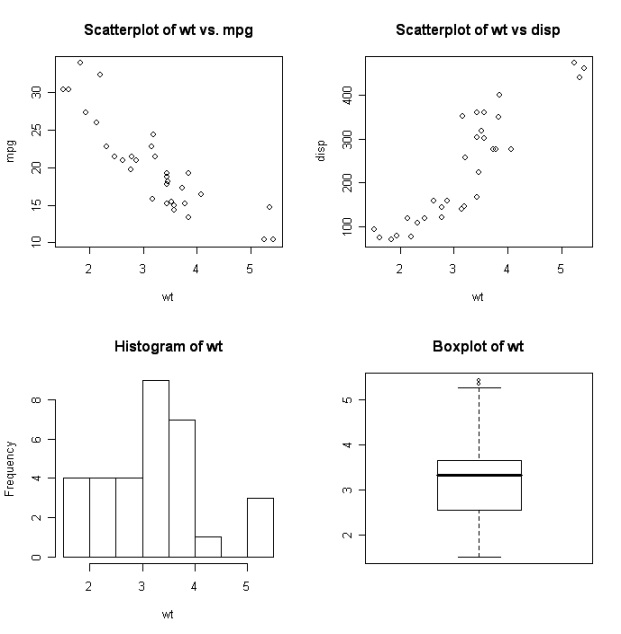 Scatterplot of wt vs. mpg
mpg
10 15 20 25 30
2 3 4 5
wt
Scatterplot of wt vs disp
disp
100 200 300 400
2 3 4 5
wt
Histogram of wt
Frequency
0 2 4 6 8
2 3 4 5
wt
Boxplot of wt
2 3 4 5